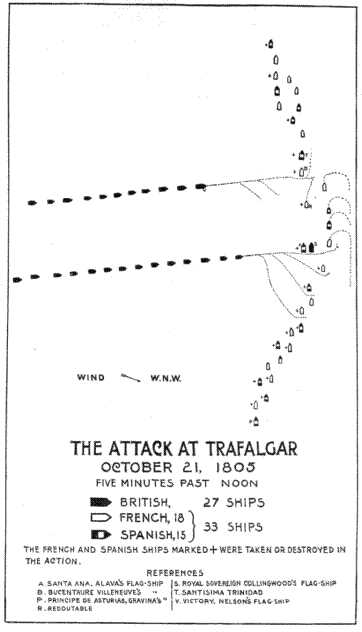 WIND W.N.W.
THE ATTACK AT TRAFALGAR
OCTOBER 21, 1805
FIVE MINUTES PAST NOON
BRITISH, 27 SHIPS
FRENCH, 18
33 SHIPS
SPANISH, 15
THE FRENCH AND SPANISH SHIPS MARKED + WERE TAKEN OR DESTROYED IN
THE ACTION.
REFERENCES
A. SANTA ANA, ALAVA'S FLAG-SHIP
B. BUCENTAURE VILLENEUVE'S "
P. PRINCIPE DE ASTURIAS, GRAVINA'S "
R. REDOUTABLE
S. ROYAL SOVEREIGN COLLINGWOOD'S FLAG-SHIP
T. SANTISIMA TRINIDAD
V. VICTORY, NELSON'S FLAG SHIP